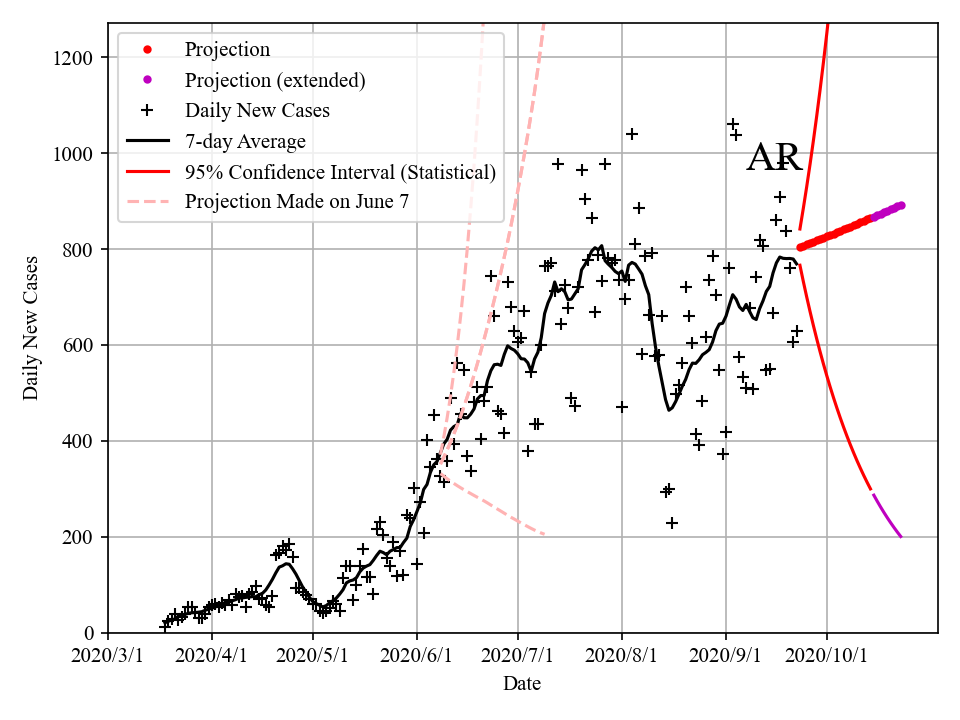 1200
1000
800
600
400
200
0
Daily New Cases
Projection
Projection (extended)
Daily New Cases
7-day Average
95% Confidence Interval (Statistical)
Projection Made on June 7
AR
2020/3/1 2020/4/1 2020/5/1 2020/6/1 2020/7/1 2020/8/1 2020/9/1 2020/10/1
Date